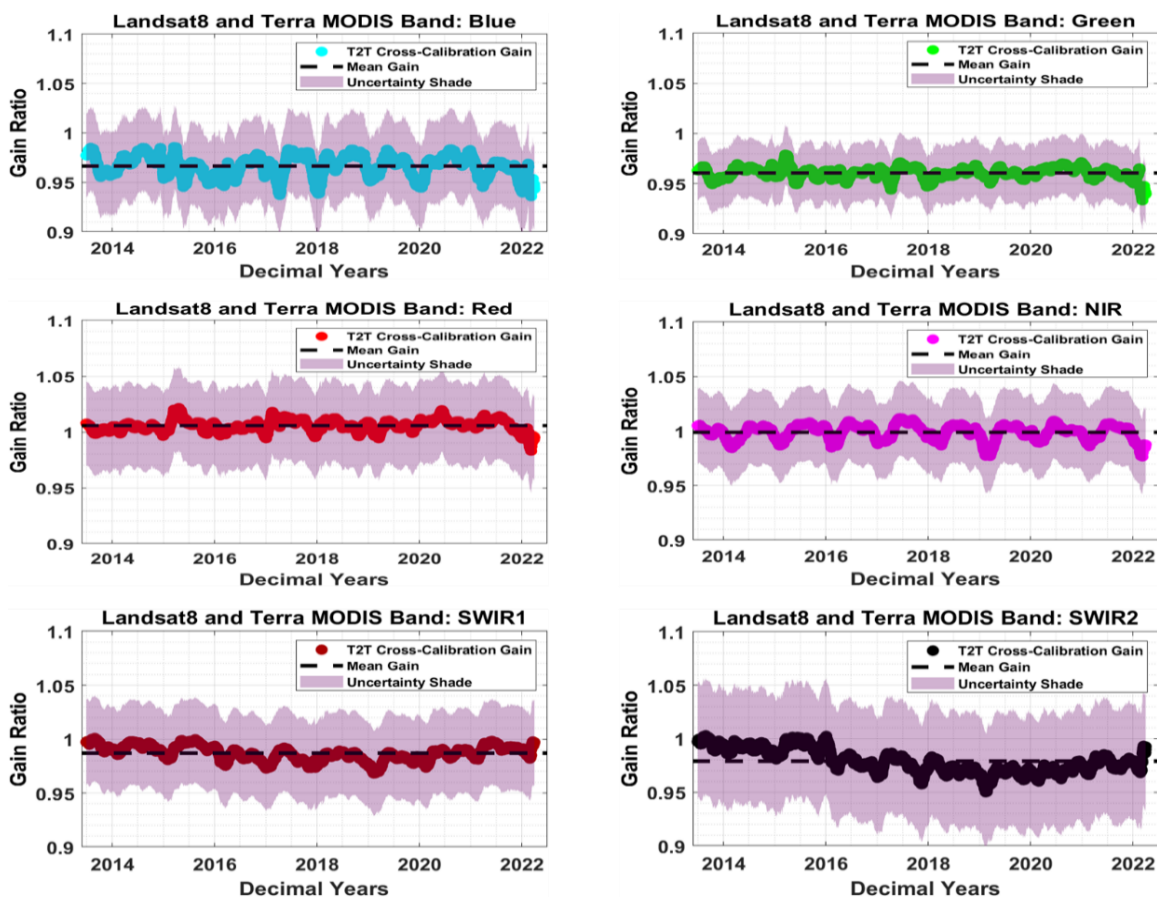 Landsat8 and Terra MODIS Band: Blue
1.1
1.05
1
0.95
0.9
Gain Ratio
T2T Cross-Calibration Gain
Mean Gain
Uncertainty Shade
2014 2016 2018 2020 2022
Decimal Years
Landsat8 and Terra MODIS Band: Green
1.1
1.05
1
0.95
0.9
Gain Ratio
T2T Cross-Calibration Gain
Mean Gain
Uncertainty Shade
2014 2016 2018 2020 2022
Decimal Years
Landsat8 and Terra MODIS Band: Red
1.1
1.05
1
0.95
0.9
Gain Ratio
T2T Cross-Calibration Gain
Mean Gain
Uncertainty Shade
2014 2016 2018 2020 2022
Decimal Years
Landsat8 and Terra MODIS Band: NIR
1.1
1.05
1
0.95
0.9
Gain Ratio
T2T Cross-Calibration Gain
Mean Gain
Uncertainty Shade
2014 2016 2018 2020 2022
Decimal Years
Landsat8 and Terra MODIS Band: SWIR1
1.1
1.05
1
0.95
0.9
Gain Ratio
T2T Cross-Calibration Gain
Mean Gain
Uncertainty Shade
2014 2016 2018 2020 2022
Decimal Years
Landsat8 and Terra MODIS Band: SWIR2
1.1
1.05
1
0.95
0.9
Gain Ratio
T2T Cross-Calibration Gain
Mean Gain
Uncertainty Shade
2014 2016 2018 2020 2022
Decimal Years